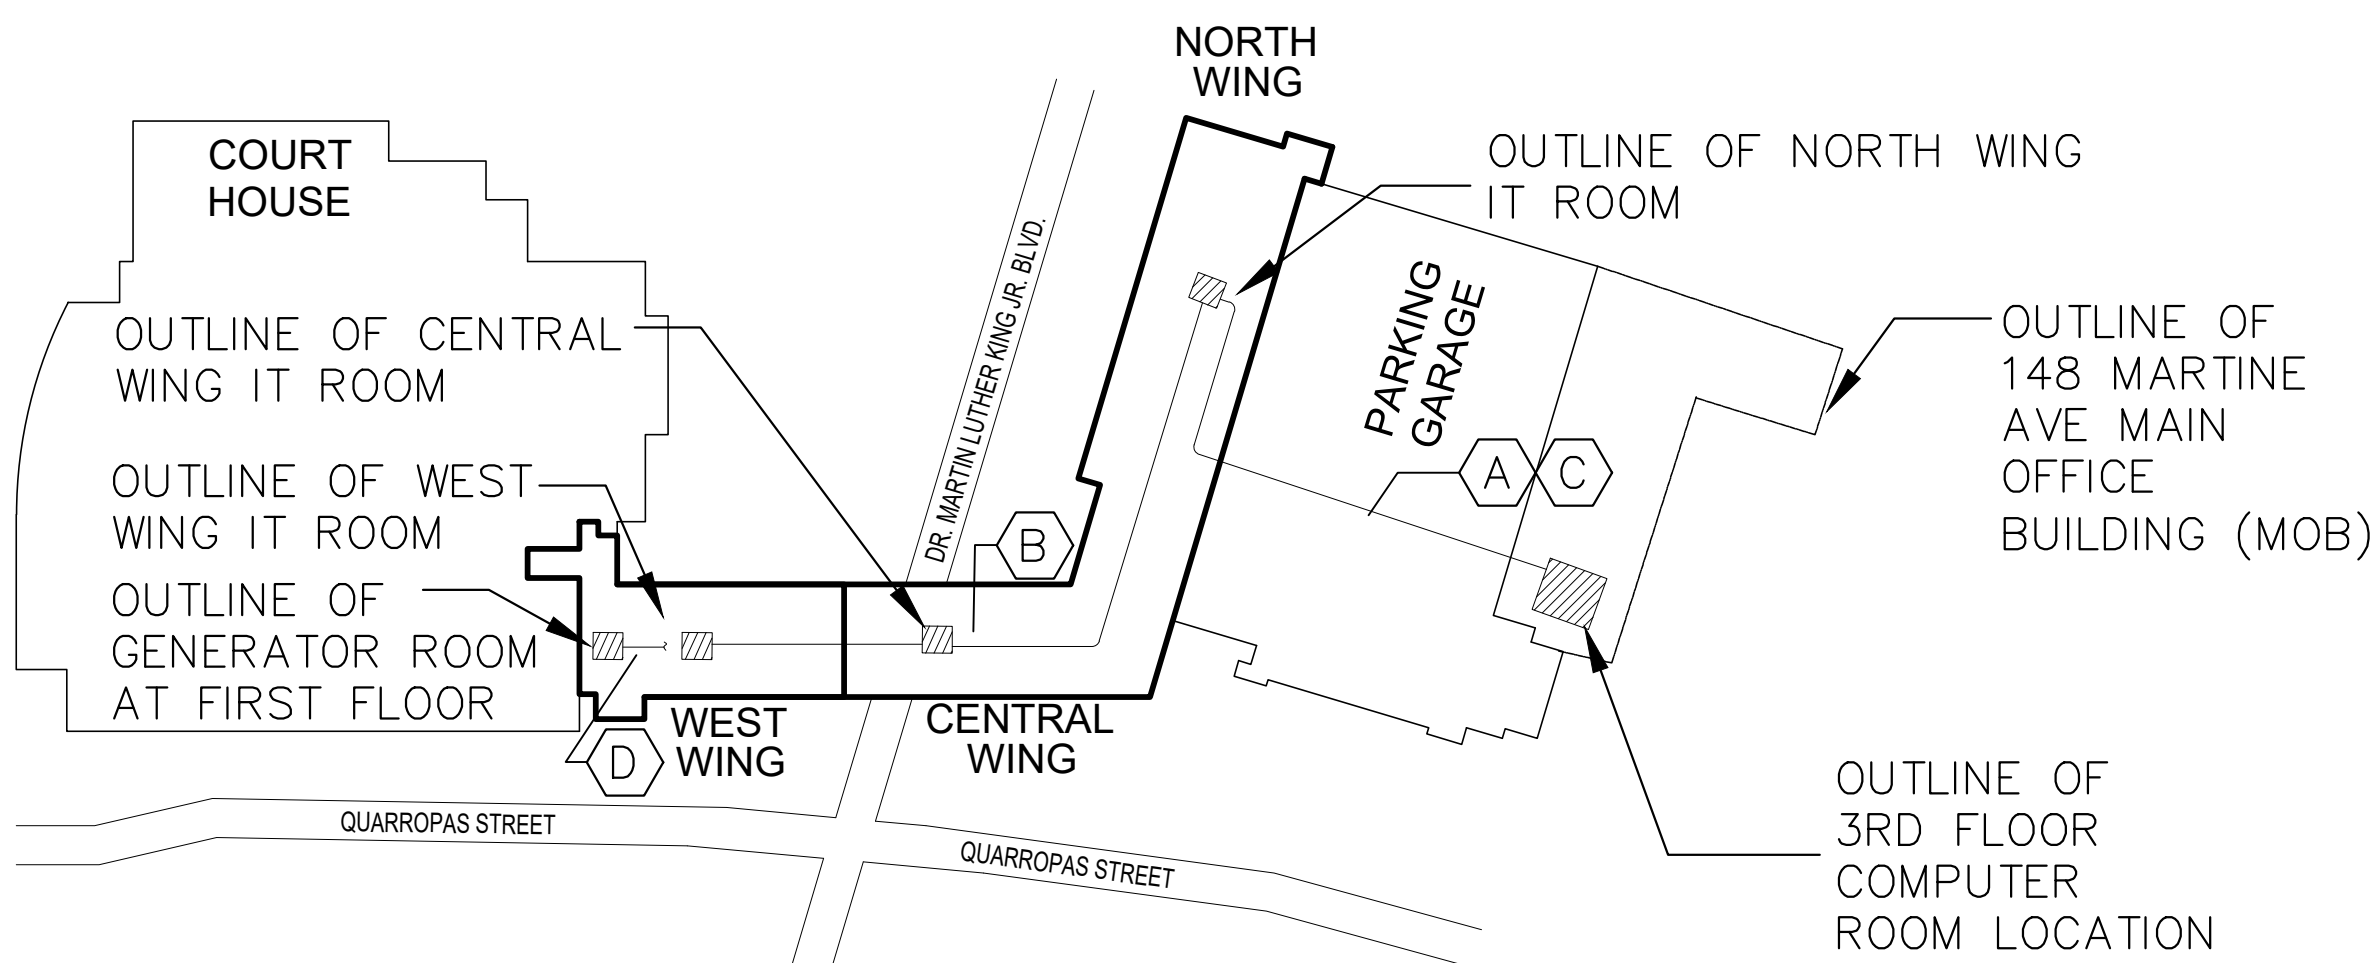 NORTH
WING
COURT
HOUSE
OUTLINE OF NORTH WING
IT ROOM
DR. MARTIN LUTHER KING JR. BLVD.
PARKING
GARAGE
OUTLINE OF CENTRAL
WING IT ROOM
OUTLINE OF
148 MARTINE
AVE MAIN
OFFICE
BUILDING (MOB)
A
C
OUTLINE OF WEST
WING IT ROOM
B
OUTLINE OF
GENERATOR ROOM
AT FIRST FLOOR
D
WEST
WING
CENTRAL
WING
OUTLINE OF
3RD FLOOR
COMPUTER
ROOM LOCATION
QUARROPAS STREET
QUARROPAS STREET